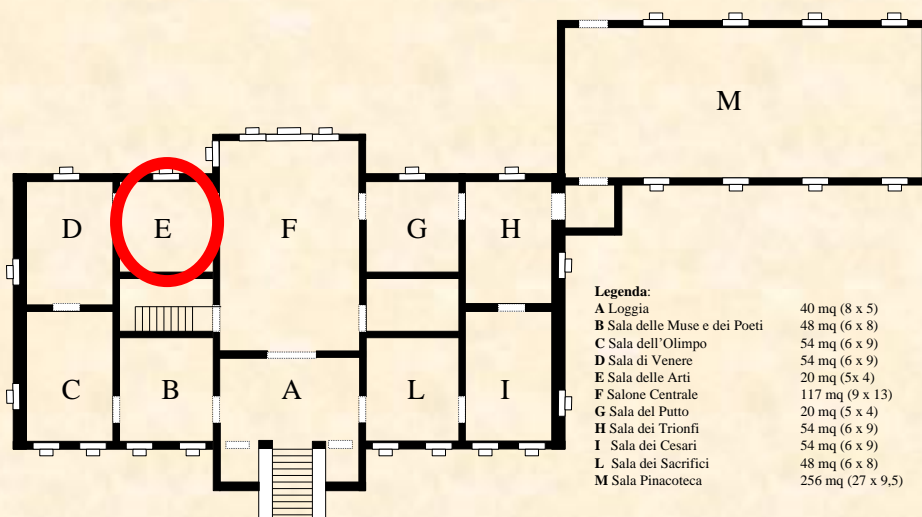 M
D
E
F
G
H
C
B
A
L
I
Legenda:
A Loggia 40 mq (8 x 5)
B Sala delle Muse e dei Poeti 48 mq (6 x 8)
C Sala dell'Olimpo 54 mq (6 x 9)
D Sala di Venere 54 mq (6 x 9)
E Sala delle Arti 20 mq (5x 4)
F Salone Centrale 117 mq (9 x 13)
G Sala del Putto 20 mq (5 x 4)
H Sala dei Trionfi 54 mq (6 x 9)
I Sala dei Cesari 54 mq (6 x 9)
L Sala dei Sacrifici 48 mq (6 x 8)
M Sala Pinacoteca 256 mq (27 x 9,5)